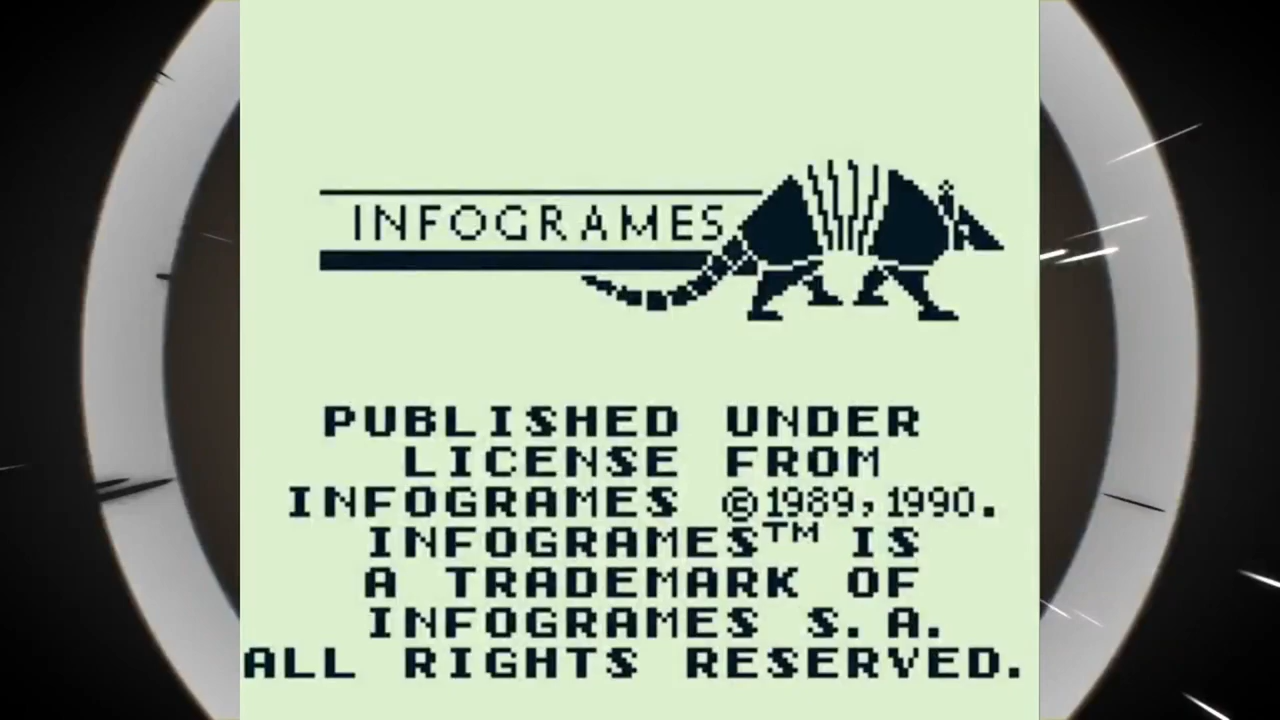 INFOGRAMES
PUBLISHED UNDER
LICENSE FROM
INFOGRAMES ©1989,1990.
INFOGRAMES™ IS
A TRADEMARK OF
INFOGRAMES S.A.
ALL RIGHTS RESERVED.